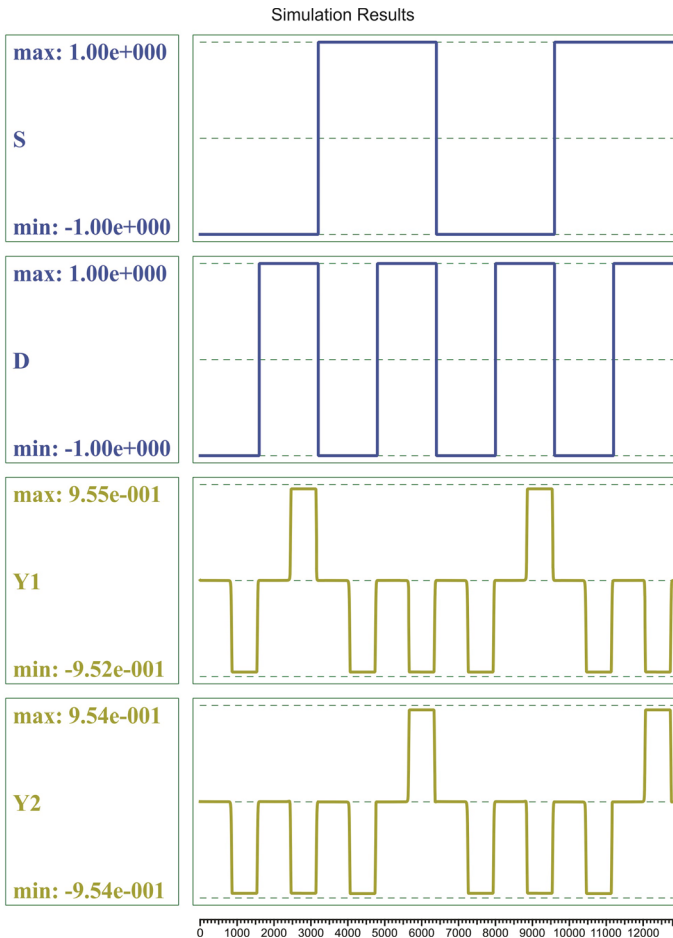 Simulation Results
max: 1.00e+000
S
min: -1.00e+000
max: 1.00e+000
D
min: -1.00e+000
max: 9.55e-001
Y1
min: -9.52e-001
max: 9.54e-001
Y2
min: -9.54e-001
0 1000 2000 3000 4000 5000 6000 7000 8000 9000 10000 11000 12000